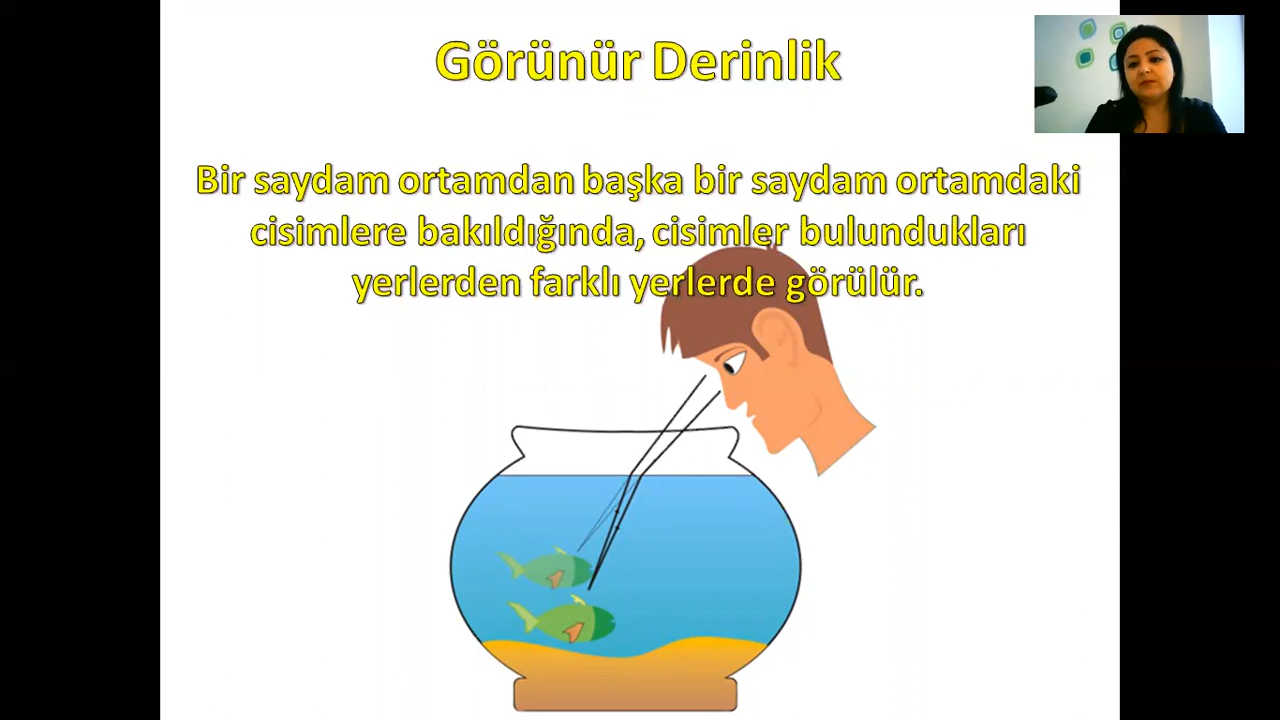 Görünür Derinlik
Bir saydam ortamdan başka bir saydam ortamdaki
cisimlere bakıldığında, cisimler bulundukları
yerlerden farklı yerlerde görülür.